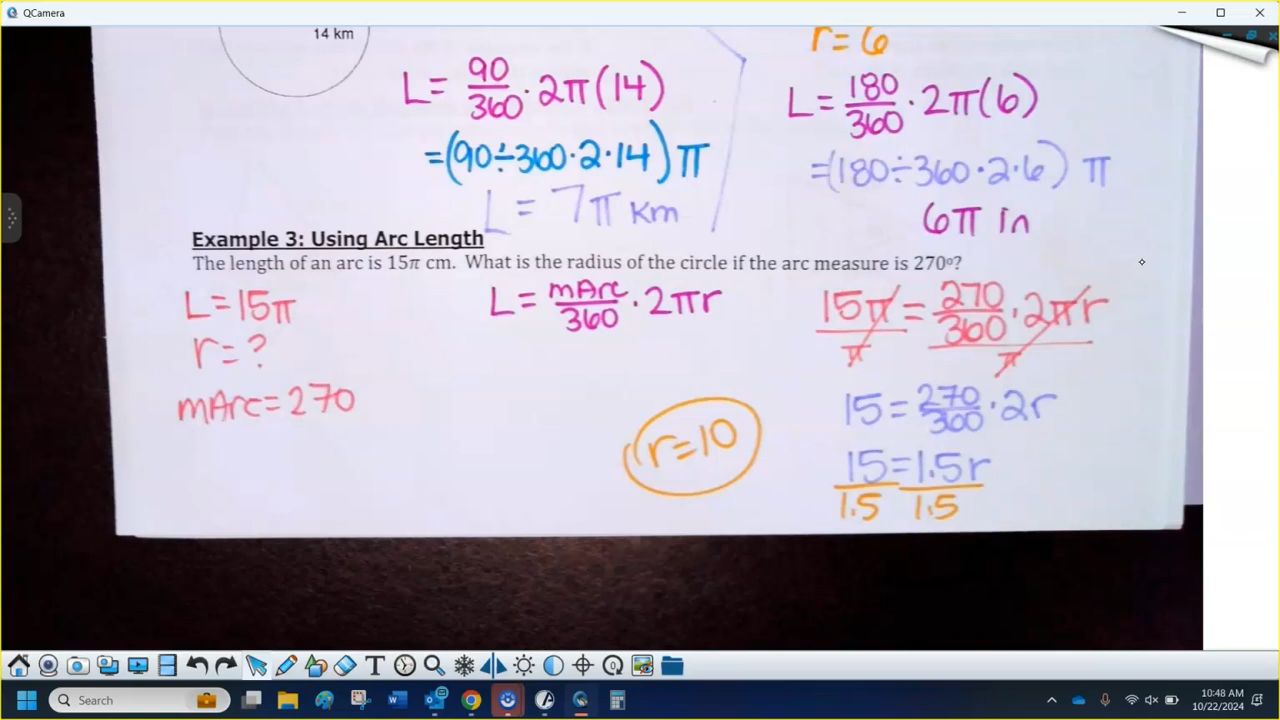 QCamera
14 km
L = 90/360 · 2π(14)
=(90÷360·2·14)π
L = 7π Km
r = 6
L = 180/360 · 2π(6)
=(180÷360·2·6) π
6π in
Example 3: Using Arc Length
The length of an arc is 15π cm. What is the radius of the circle if the arc measure is 270°?
L=15π
r = ?
mArc=270
L= mArc/360 · 2πr
15π = 270/360 · 2πr
π π
15 = 270/360 · 2r
15=1.5r
1.5 1.5
r=10
Search
10:48 AM
10/22/2024